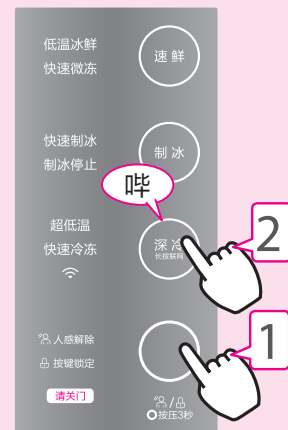 低温冰鲜
快速微冻
速鲜
快速制冰
制冰停止
制冰
哔
超低温
快速冷冻
深冷
长按联网
2
人感解除
按键锁定
请关门
1
/
按压3秒